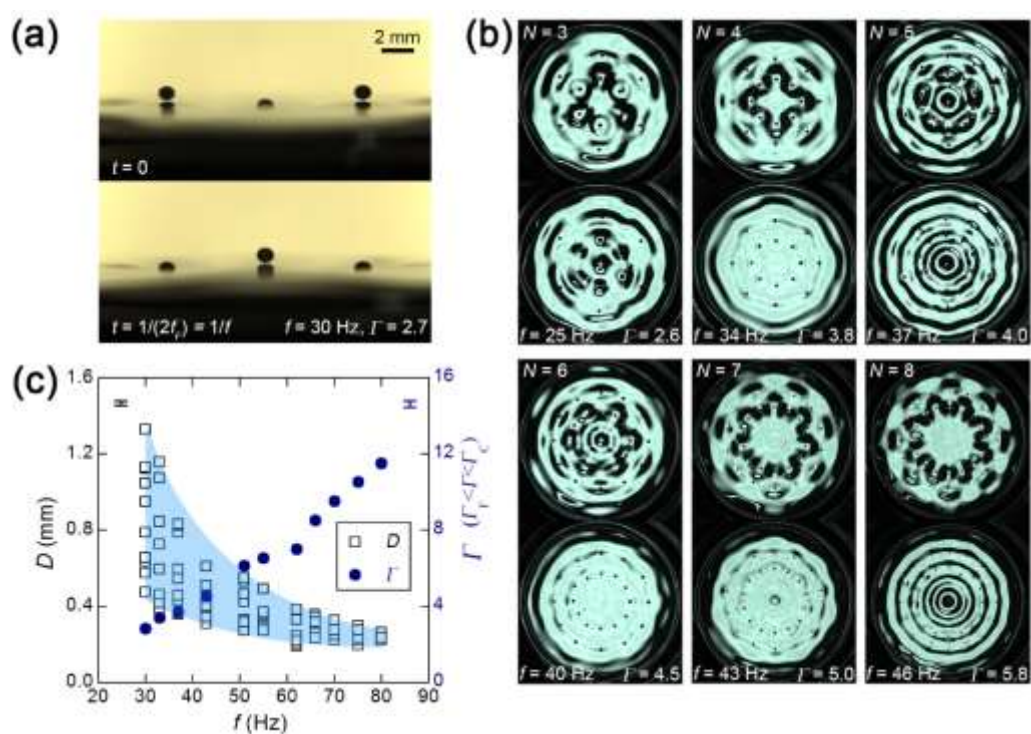 (a)
2 mm
t = 0
t = 1/(2f_r) = 1/f
f = 30 Hz, Γ = 2.7
(b)
N = 3
N = 4
N = 5
f = 25 Hz Γ = 2.6
f = 34 Hz Γ = 3.8
f = 37 Hz Γ = 4.0
N = 6
N = 7
N = 8
f = 40 Hz Γ = 4.5
f = 43 Hz Γ = 5.0
f = 46 Hz Γ = 5.8
(c)
1.6
1.2
0.8
0.4
0.0
D (mm)
20 30 40 50 60 70 80 90
f (Hz)
16
12
8
4
0
Γ (Γ_F<Γ<Γ_C)
D
Γ